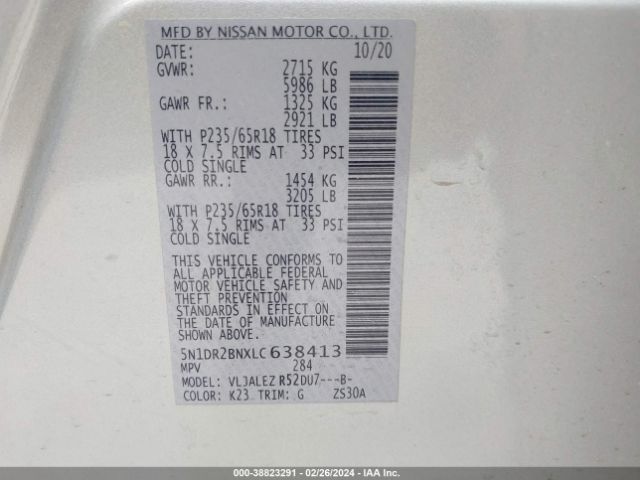 MFD BY NISSAN MOTOR CO., LTD.
DATE: 10/20
GVWR: 2715 KG
5986 LB
GAWR FR.: 1325 KG
2921 LB
WITH P235/65R18 TIRES
18 X 7.5 RIMS AT 33 PSI
COLD SINGLE
GAWR RR.: 1454 KG
3205 LB
WITH P235/65R18 TIRES
18 X 7.5 RIMS AT 33 PSI
COLD SINGLE
THIS VEHICLE CONFORMS TO
ALL APPLICABLE FEDERAL
MOTOR VEHICLE SAFETY AND
THEFT PREVENTION
STANDARDS IN EFFECT ON
THE DATE OF MANUFACTURE
SHOWN ABOVE.
5N1DR2BNXLC638413
MPV 284
MODEL: VLJALEZ R52DU7---B-
COLOR: K23 TRIM: G ZS30A
000-38823291 - 02/26/2024 - IAA Inc.